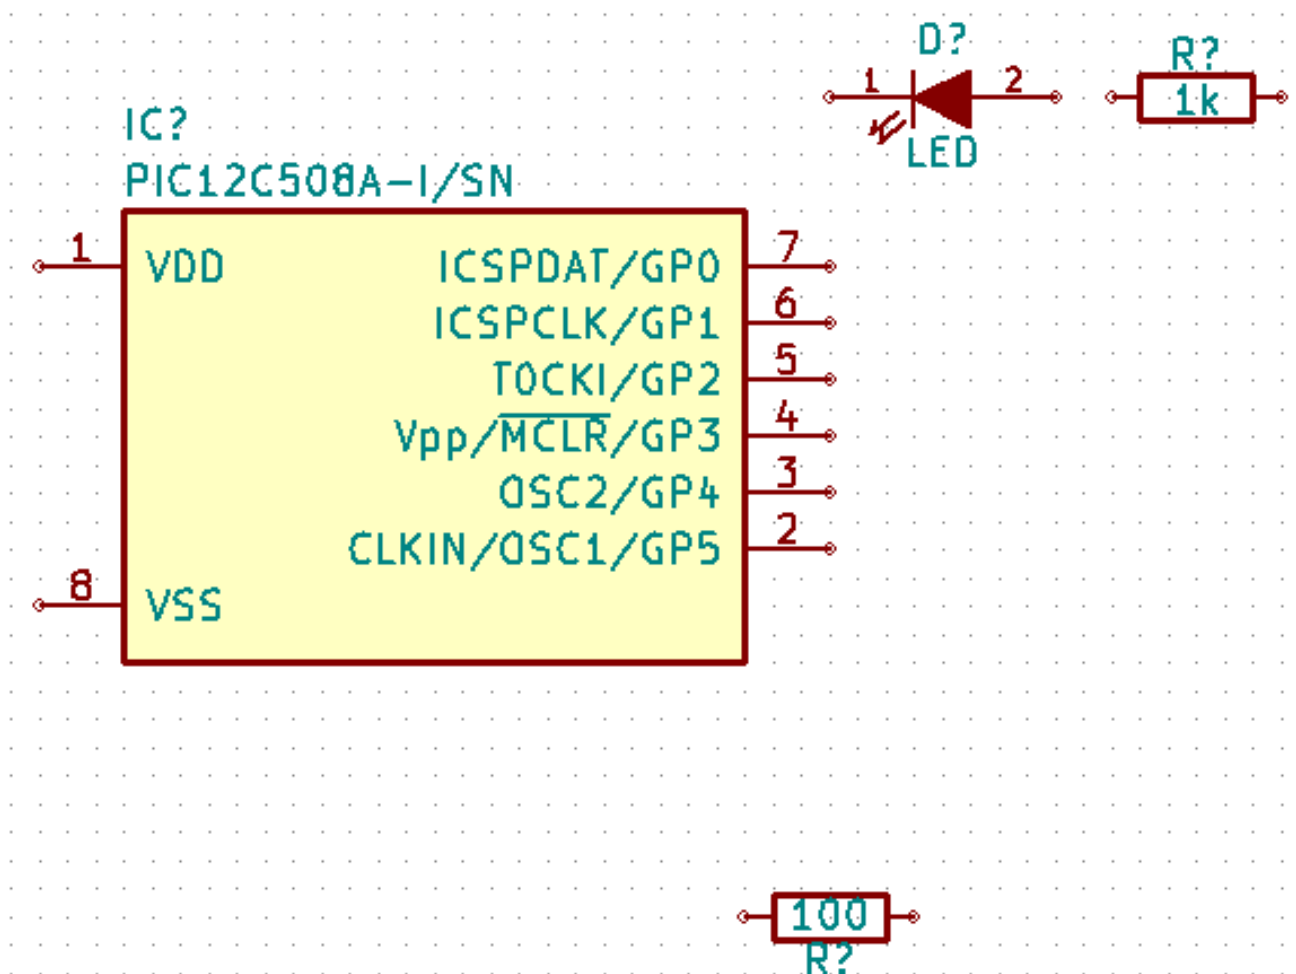 D?
1
2
LED
R?
1k
IC?
PIC12C508A-I/SN
1
VDD
ICSPDAT/GP0
7
ICSPCLK/GP1
6
T0CKI/GP2
5
Vpp/MCLR/GP3
4
OSC2/GP4
3
CLKIN/OSC1/GP5
2
8
VSS
100
R?